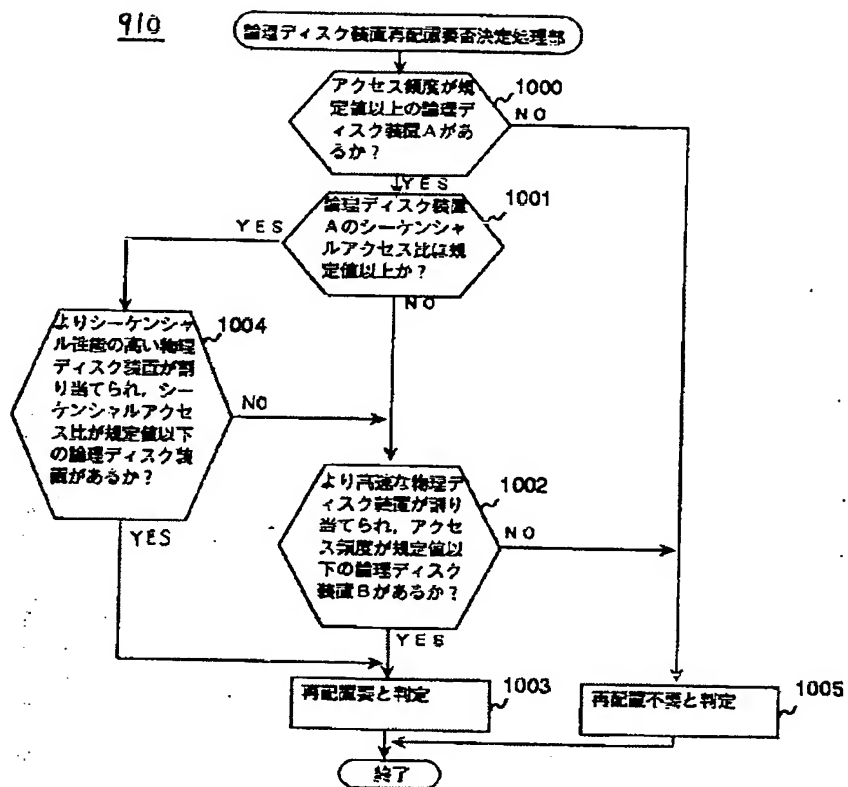 910
論理ディスク装置再配置要否決定処理部
アクセス頻度が規
定値以上の論理デ
ィスク装置Aがあ
るか?
1000
NO
YES
論理ディスク装置
Aのシーケンシャ
ルアクセス比は規
定値以上か?
1001
YES
NO
よりシーケンシャ
ル性能の高い物理
ディスク装置が割
り当てられ,シー
ケンシャルアクセ
ス比が規定値以下
の論理ディスク装
置があるか?
1004
NO
YES
より高速な物理デ
ィスク装置が割り
当てられ,アクセ
ス頻度が規定値以
下の論理ディスク
装置Bがあるか?
1002
NO
YES
再配置要と判定
1003
再配置不要と判定
1005
終了